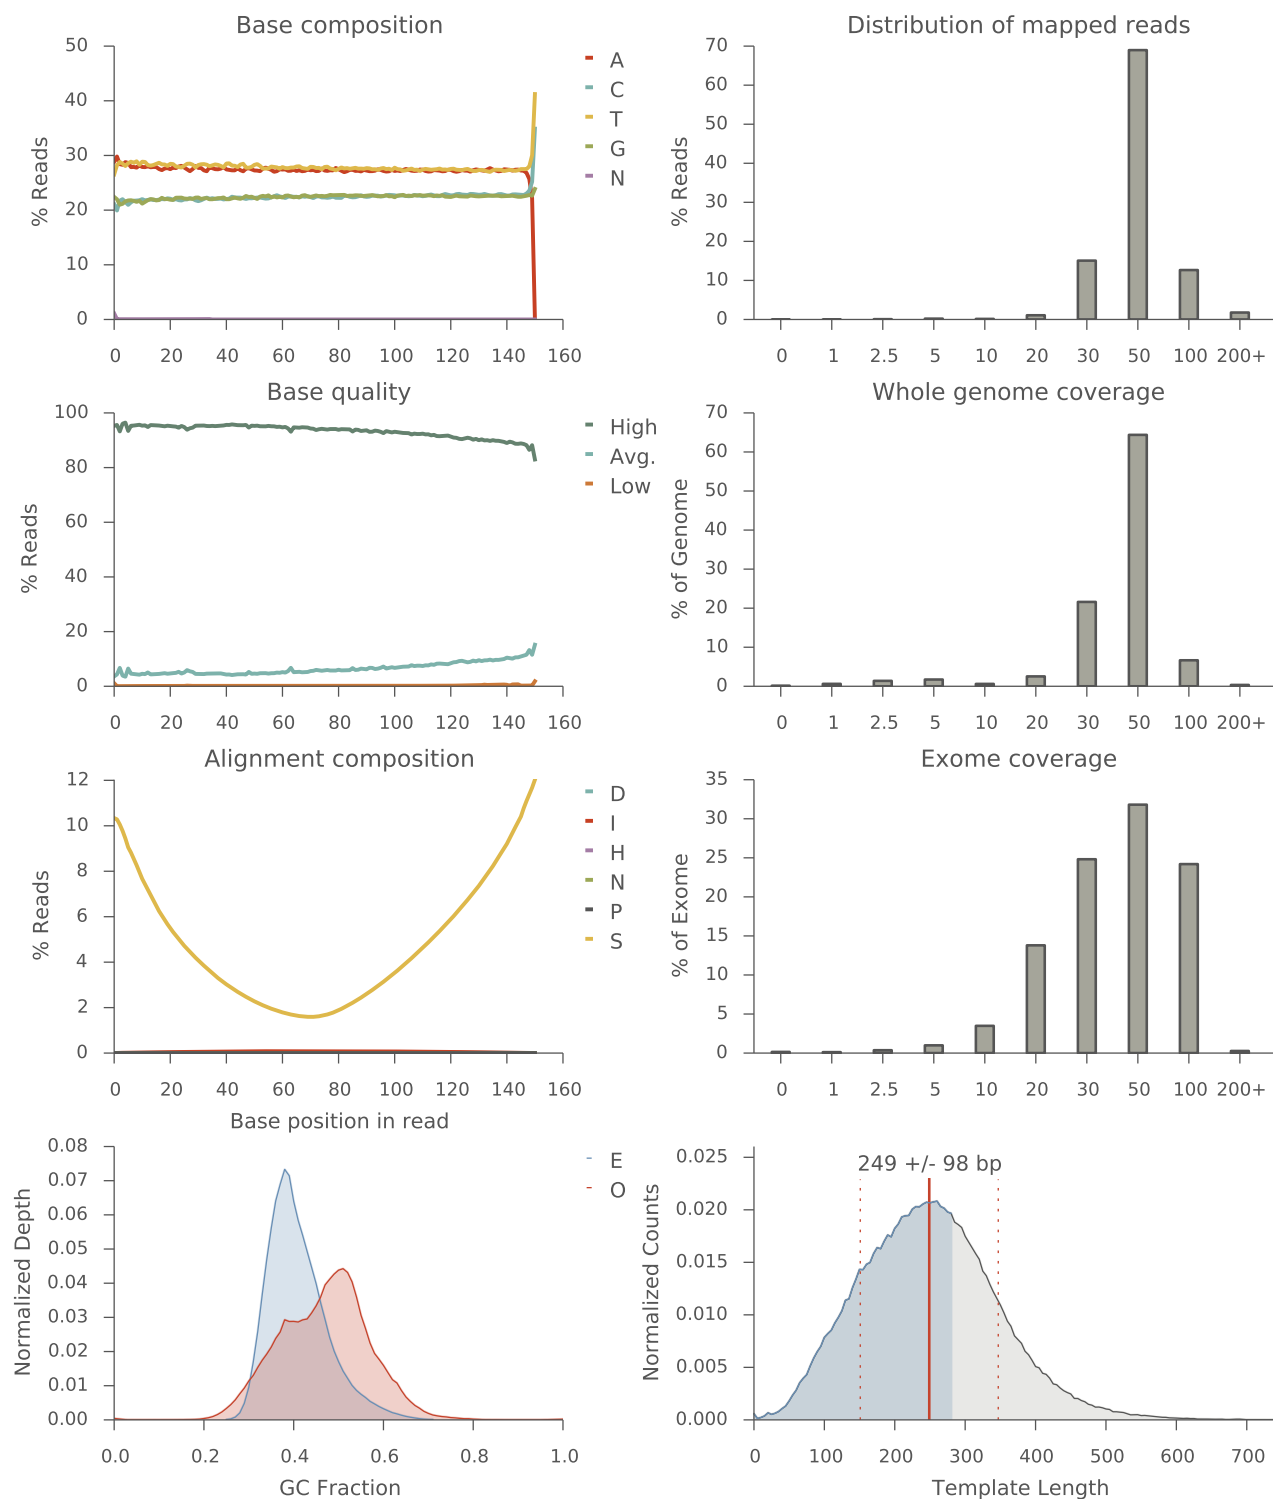 Base composition
50
40
30
20
10
0
% Reads
0 20 40 60 80 100 120 140 160
A
C
T
G
N
Distribution of mapped reads
70
60
50
40
30
20
10
0
% Reads
0 1 2.5 5 10 20 30 50 100 200+
Base quality
100
80
60
40
20
0
% Reads
0 20 40 60 80 100 120 140 160
High
Avg.
Low
Whole genome coverage
70
60
50
40
30
20
10
0
% of Genome
0 1 2.5 5 10 20 30 50 100 200+
Alignment composition
12
10
8
6
4
2
0
% Reads
0 20 40 60 80 100 120 140 160
Base position in read
D
I
H
N
P
S
Exome coverage
35
30
25
20
15
10
5
0
% of Exome
0 1 2.5 5 10 20 30 50 100 200+
0.08
0.07
0.06
0.05
0.04
0.03
0.02
0.01
0.00
Normalized Depth
0.0 0.2 0.4 0.6 0.8 1.0
GC Fraction
E
O
249 +/- 98 bp
0.025
0.020
0.015
0.010
0.005
0.000
Normalized Counts
0 100 200 300 400 500 600 700
Template Length